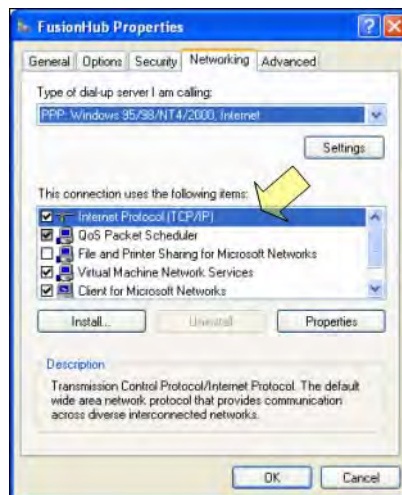 FusionHub Properties
General Options Security Networking Advanced
Type of dial-up server I am calling:
PPP: Windows 95/98/NT4/2000, Internet
Settings
This connection uses the following items:
Internet Protocol (TCP/IP)
QoS Packet Scheduler
File and Printer Sharing for Microsoft Networks
Virtual Machine Network Services
Client for Microsoft Networks
Install... Uninstall Properties
Description
Transmission Control Protocol/Internet Protocol. The default
wide area network protocol that provides communication
across diverse interconnected networks.
OK Cancel